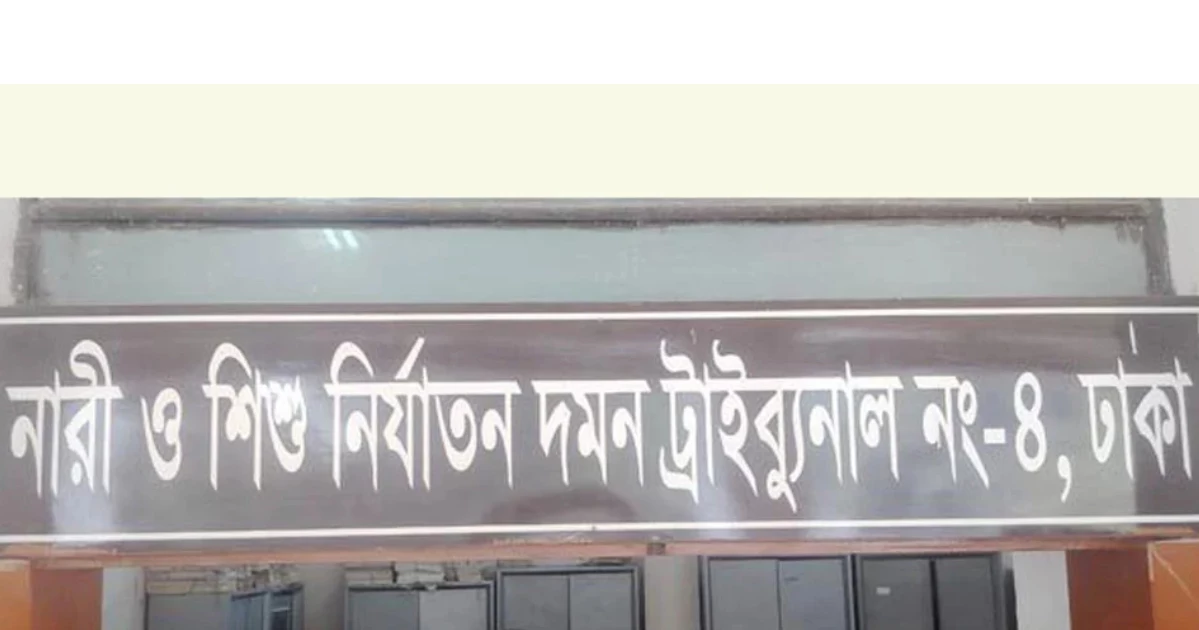 নারী ও শিশু নির্যাতন দমন ট্রাইব্যুনাল নং-৪, ঢাকা